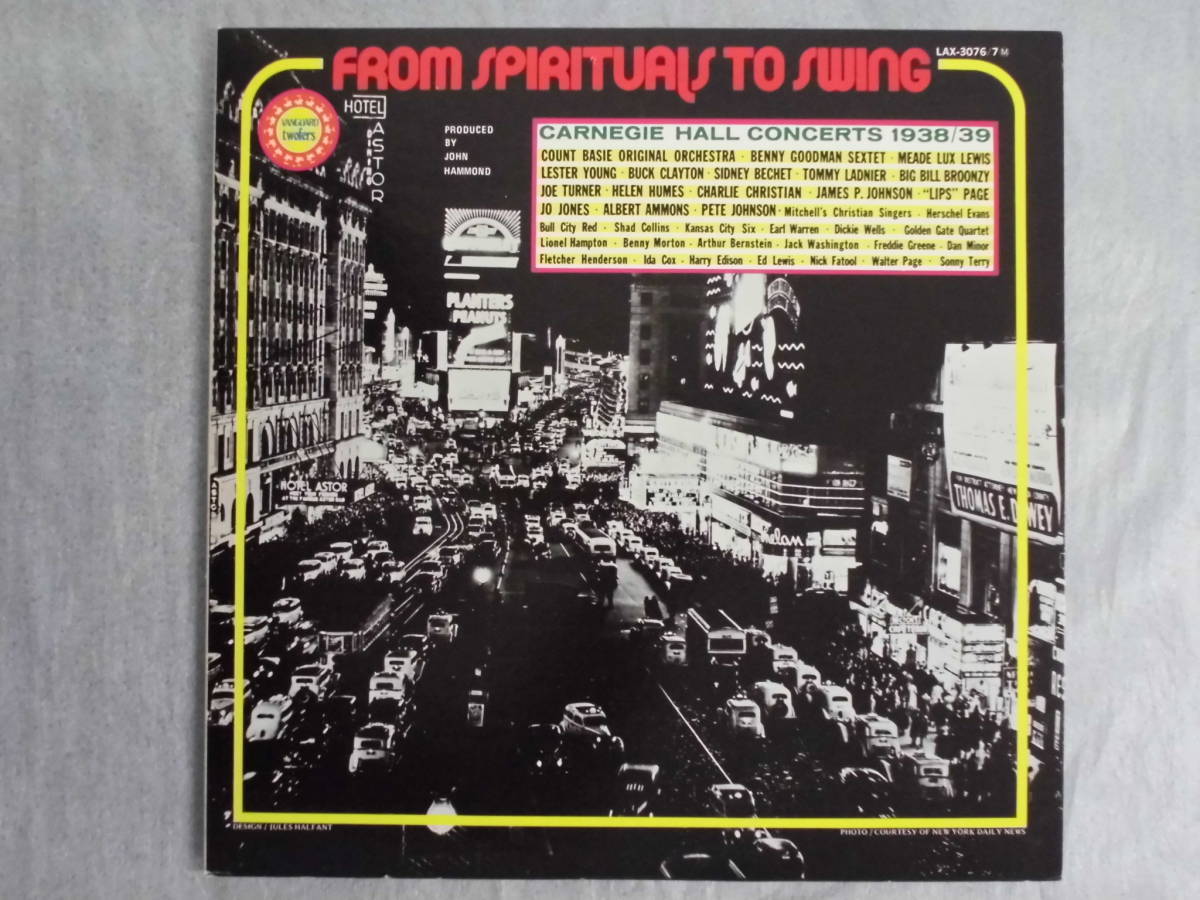 FROM SPIRITUALS TO SWING
LAX-3076/7 M
VANGUARD
twofers
HOTEL
ASTOR
DINING
PRODUCED
BY
JOHN
HAMMOND
CARNEGIE HALL CONCERTS 1938/39
COUNT BASIE ORIGINAL ORCHESTRA · BENNY GOODMAN SEXTET · MEADE LUX LEWIS
LESTER YOUNG · BUCK CLAYTON · SIDNEY BECHET · TOMMY LADNIER · BIG BILL BROONZY
JOE TURNER · HELEN HUMES · CHARLIE CHRISTIAN · JAMES P. JOHNSON · "LIPS" PAGE
JO JONES · ALBERT AMMONS · PETE JOHNSON · Mitchell's Christian Singers · Herschel Evans
Bull City Red · Shad Collins · Kansas City Six · Earl Warren · Dickie Wells · Golden Gate Quartet
Lionel Hampton · Benny Morton · Arthur Bernstein · Jack Washington · Freddie Greene · Dan Minor
Fletcher Henderson · Ida Cox · Harry Edison · Ed Lewis · Nick Fatool · Walter Page · Sonny Terry
PLANTERS
PEANUTS
HOTEL ASTOR
THOMAS E. DEWEY
DESIGN / JULES HALFANT
PHOTO / COURTESY OF NEW YORK DAILY NEWS